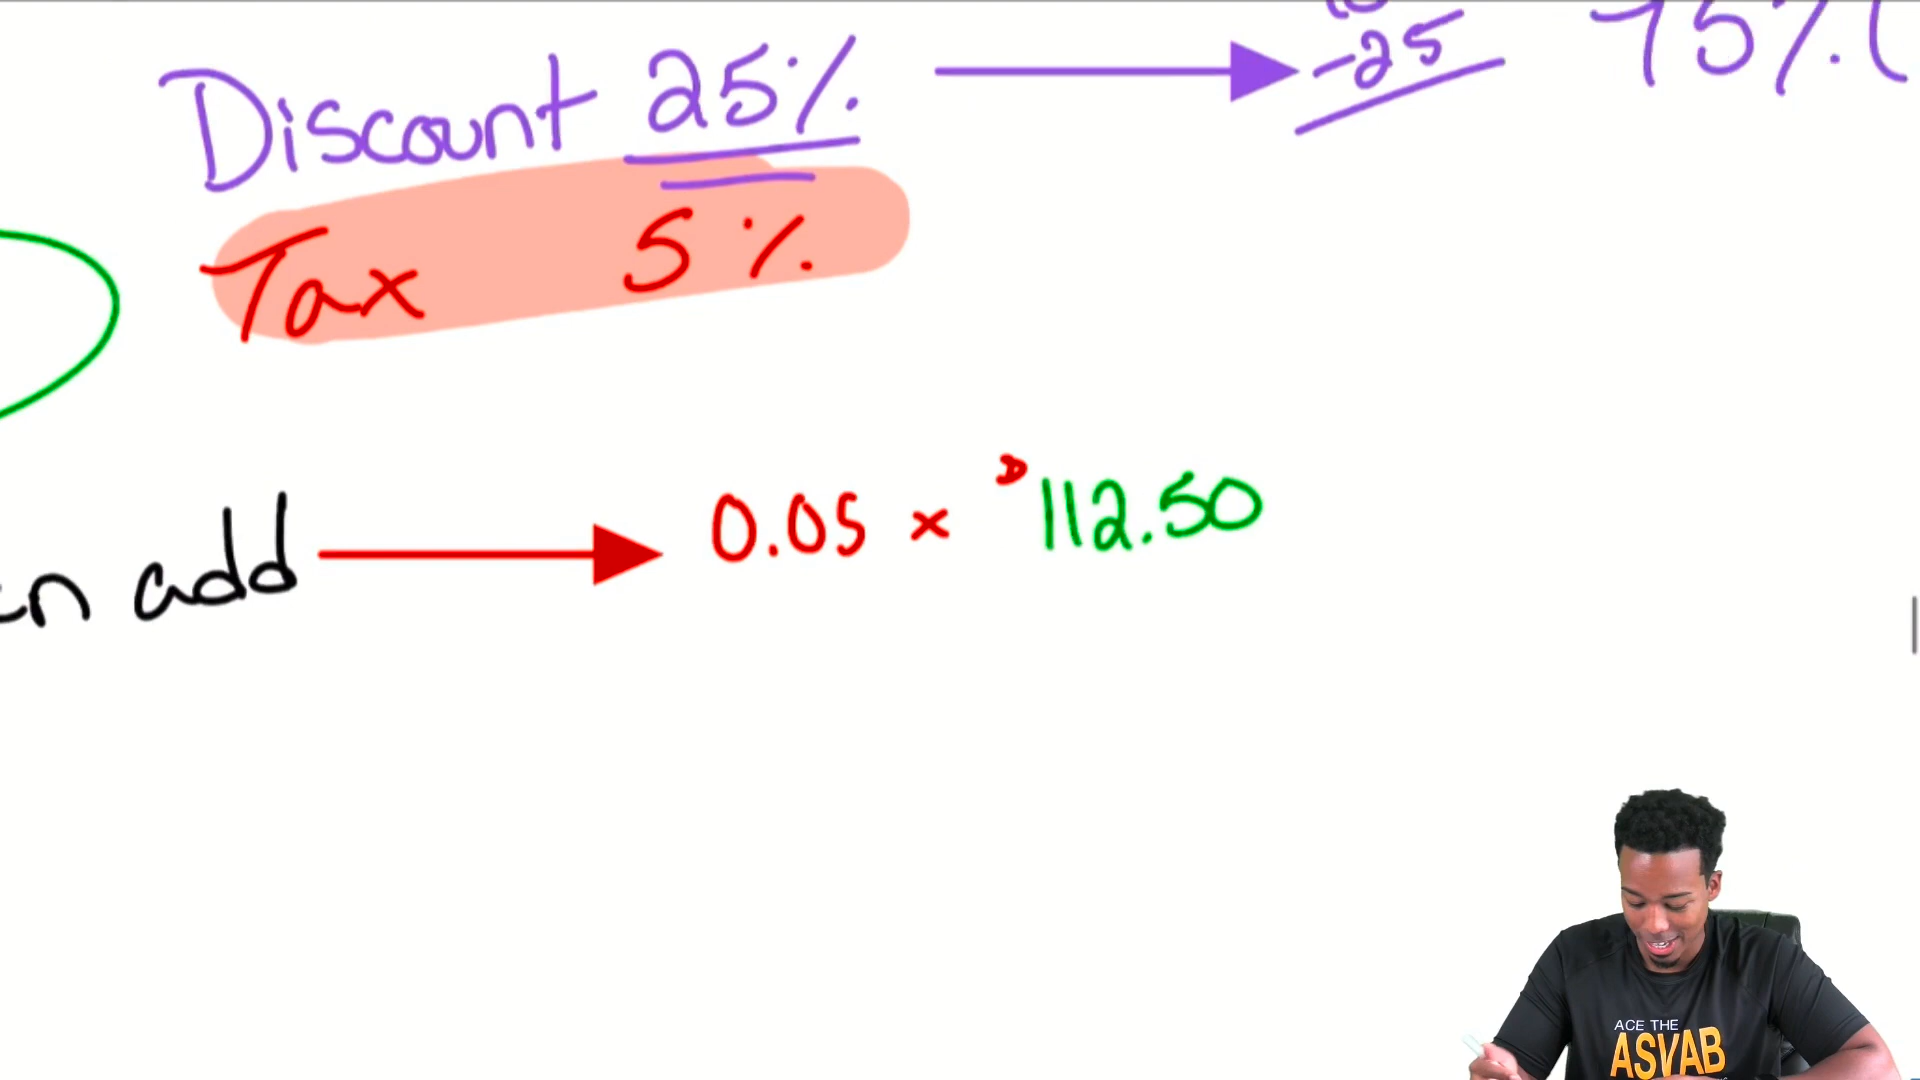 Discount 25%
-25
75%(
Tax 5%
add
0.05 x 112.50
ACE THE
ASVAB